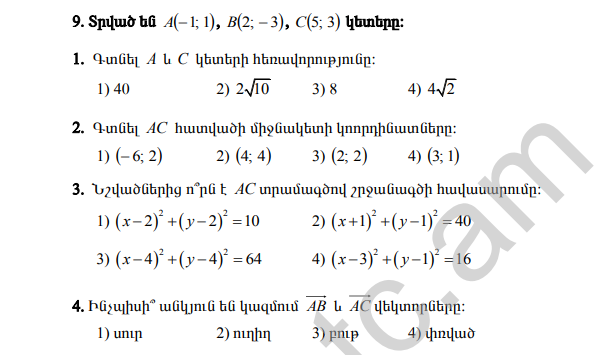 9. Տրված են A(−1; 1), B(2; −3), C(5; 3) կետերը:
1. Գտնել A և C կետերի հեռավորությունը:
1) 40 2) 2√10 3) 8 4) 4√2
2. Գտնել AC հատվածի միջնակետի կոորդինատները:
1) (−6; 2) 2) (4; 4) 3) (2; 2) 4) (3; 1)
3. Նշվածներից ո՞րն է AC տրամագծով շրջանագծի հավասարումը:
1) (x−2)²+(y−2)²=10 2) (x+1)²+(y−1)²=40
3) (x−4)²+(y−4)²=64 4) (x−3)²+(y−1)²=16
4. Ինչպիսի՞ անկյուն են կազմում AB և AC վեկտորները:
1) սուր 2) ուղիղ 3) բութ 4) փռված
tc.am